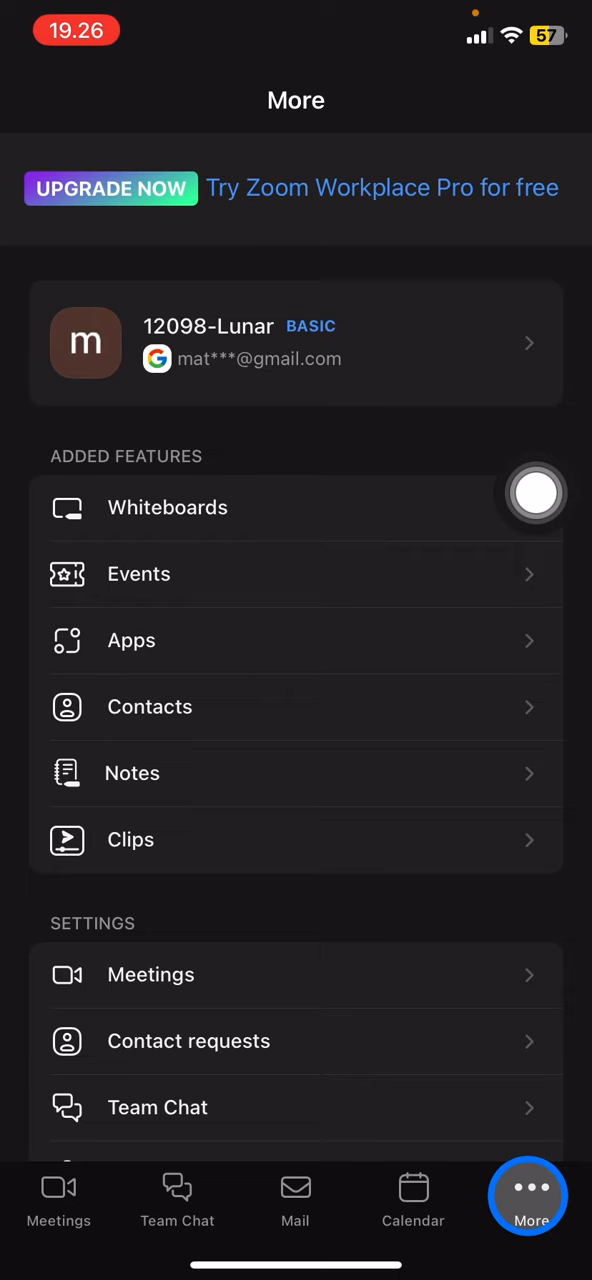 19.26
57
More
UPGRADE NOW Try Zoom Workplace Pro for free
m
12098-Lunar BASIC
G mat***@gmail.com
ADDED FEATURES
Whiteboards
Events
Apps
Contacts
Notes
Clips
SETTINGS
Meetings
Contact requests
Team Chat
Meetings Team Chat Mail Calendar More